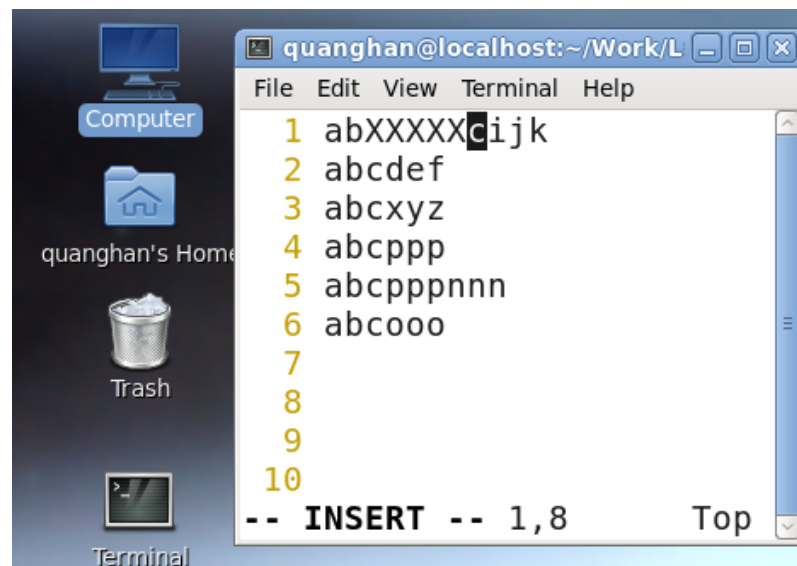 Computer
quanghan's Home
Trash
Terminal
quanghan@localhost:~/Work/L
File Edit View Terminal Help
1 abXXXXXcijk
2 abcdef
3 abcxyz
4 abcppp
5 abcpppnnn
6 abcooo
7
8
9
10
-- INSERT -- 1,8 Top